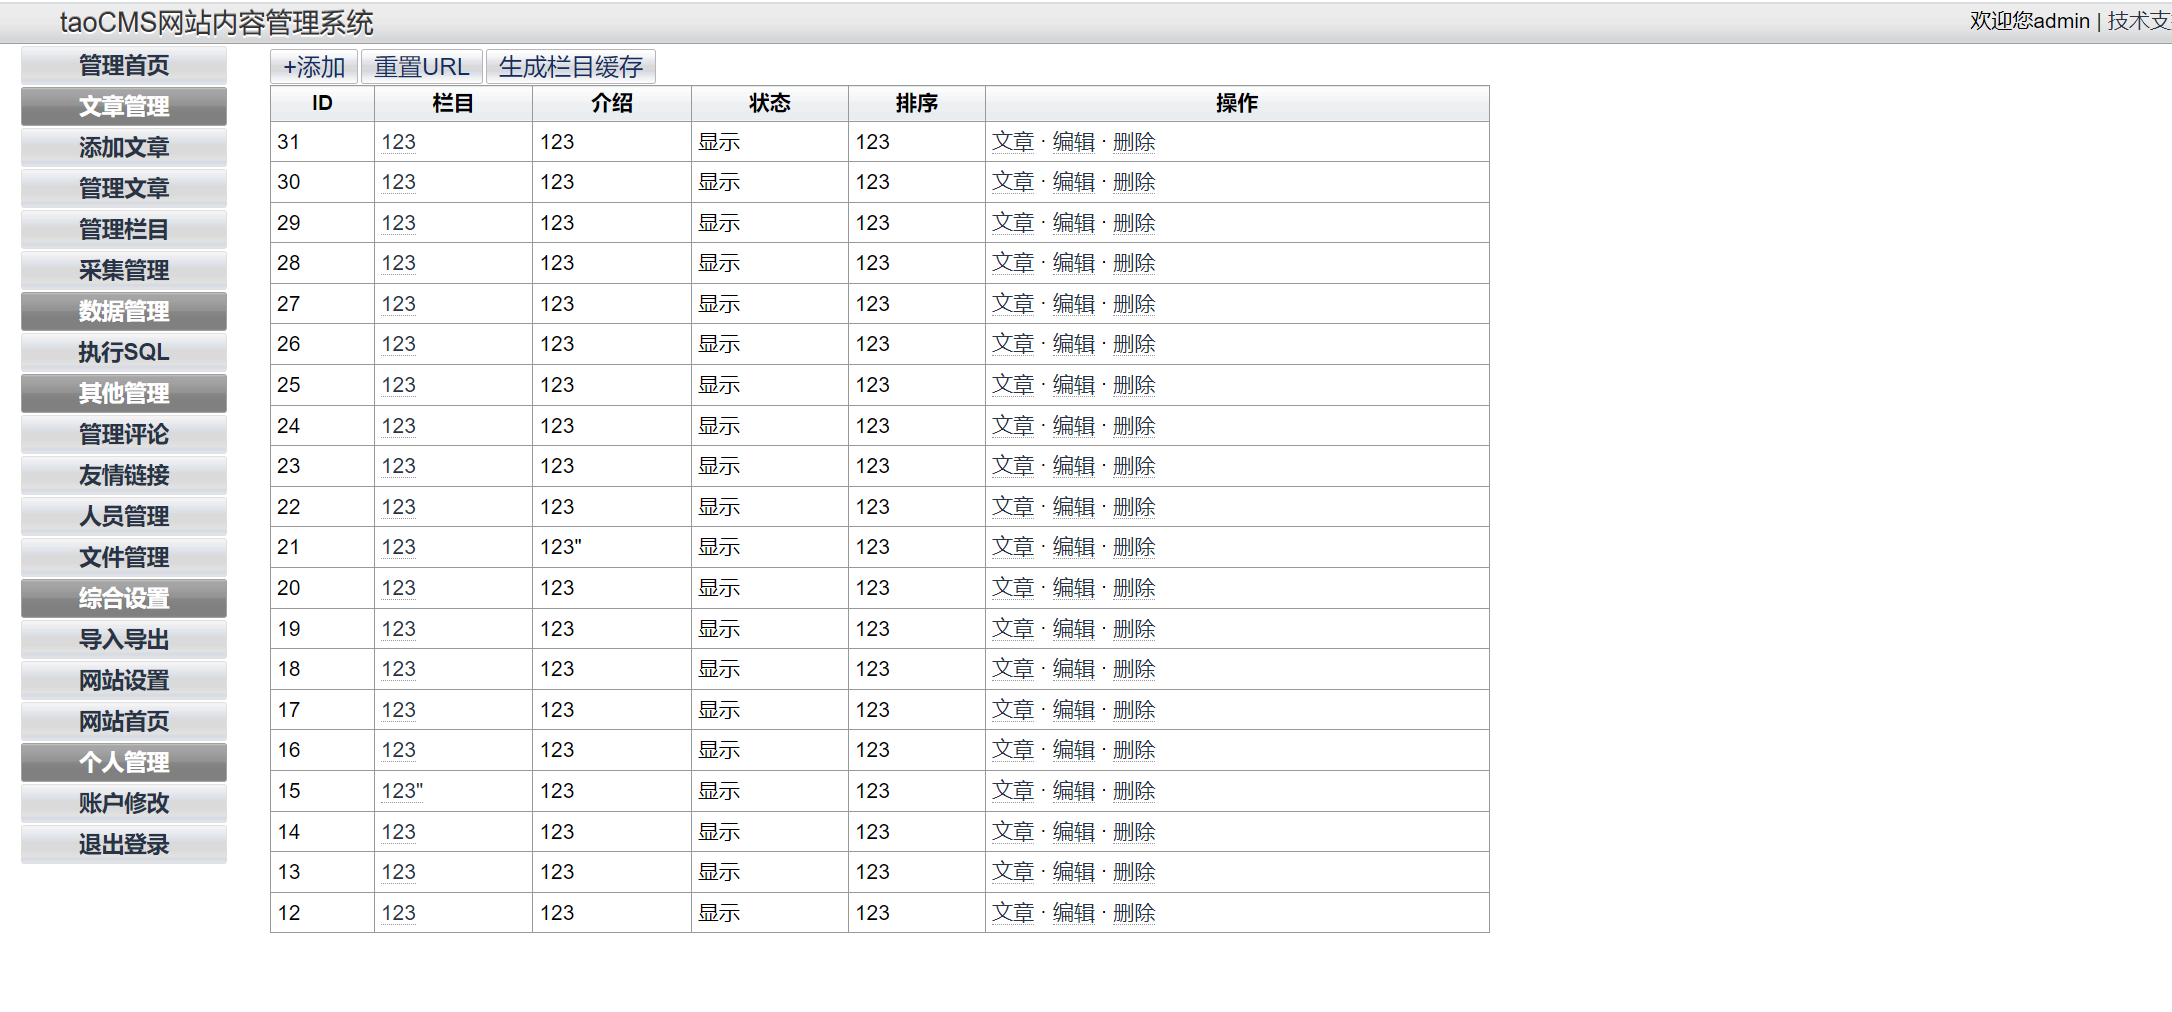 taoCMS网站内容管理系统
欢迎您admin | 技术支
管理首页
文章管理
添加文章
管理文章
管理栏目
采集管理
数据管理
执行SQL
其他管理
管理评论
友情链接
人员管理
文件管理
综合设置
导入导出
网站设置
网站首页
个人管理
账户修改
退出登录
+添加 重置URL 生成栏目缓存
ID 栏目 介绍 状态 排序 操作
31 123 123 显示 123 文章 · 编辑 · 删除
30 123 123 显示 123 文章 · 编辑 · 删除
29 123 123 显示 123 文章 · 编辑 · 删除
28 123 123 显示 123 文章 · 编辑 · 删除
27 123 123 显示 123 文章 · 编辑 · 删除
26 123 123 显示 123 文章 · 编辑 · 删除
25 123 123 显示 123 文章 · 编辑 · 删除
24 123 123 显示 123 文章 · 编辑 · 删除
23 123 123 显示 123 文章 · 编辑 · 删除
22 123 123 显示 123 文章 · 编辑 · 删除
21 123 123" 显示 123 文章 · 编辑 · 删除
20 123 123 显示 123 文章 · 编辑 · 删除
19 123 123 显示 123 文章 · 编辑 · 删除
18 123 123 显示 123 文章 · 编辑 · 删除
17 123 123 显示 123 文章 · 编辑 · 删除
16 123 123 显示 123 文章 · 编辑 · 删除
15 123" 123 显示 123 文章 · 编辑 · 删除
14 123 123 显示 123 文章 · 编辑 · 删除
13 123 123 显示 123 文章 · 编辑 · 删除
12 123 123 显示 123 文章 · 编辑 · 删除